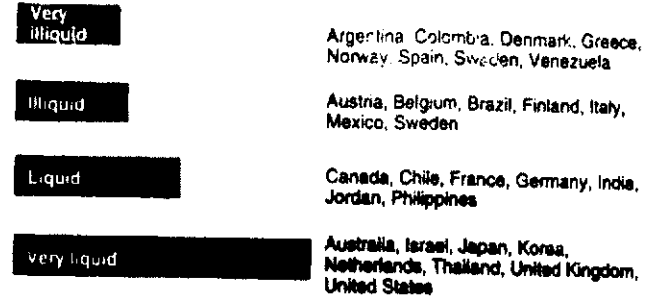 Very
illiquid
Argentina, Colombia, Denmark, Greece,
Norway, Spain, Sweden, Venezuela
Illiquid
Austria, Belgium, Brazil, Finland, Italy,
Mexico, Sweden
Liquid
Canada, Chile, France, Germany, India,
Jordan, Philippines
Very liquid
Australia, Israel, Japan, Korea,
Netherlands, Thailand, United Kingdom,
United States